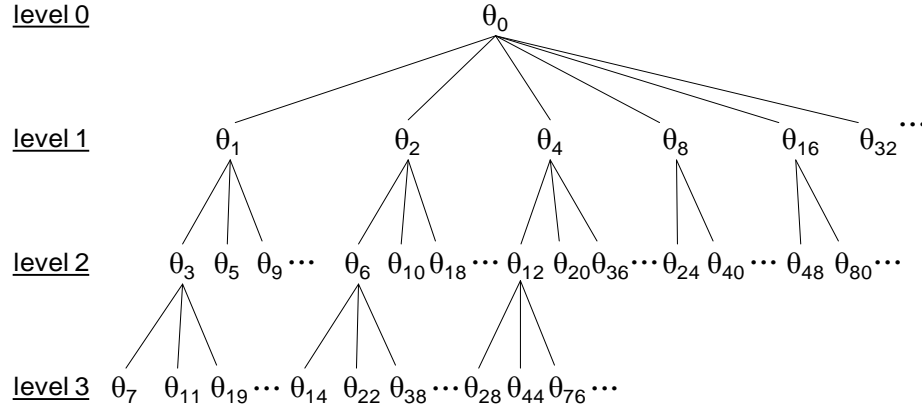 level 0 θ₀
level 1 θ₁ θ₂ θ₄ θ₈ θ₁₆ θ₃₂ ...
level 2 θ₃ θ₅ θ₉ ... θ₆ θ₁₀ θ₁₈ ... θ₁₂ θ₂₀ θ₃₆ ... θ₂₄ θ₄₀ ... θ₄₈ θ₈₀ ...
level 3 θ₇ θ₁₁ θ₁₉ ... θ₁₄ θ₂₂ θ₃₈ ... θ₂₈ θ₄₄ θ₇₆ ...